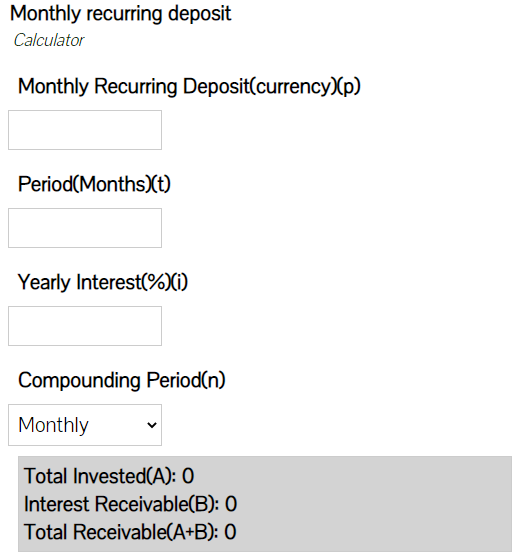 Monthly recurring deposit
Calculator
Monthly Recurring Deposit(currency)(p)
Period(Months)(t)
Yearly Interest(%)(i)
Compounding Period(n)
Monthly
Total Invested(A): 0
Interest Receivable(B): 0
Total Receivable(A+B): 0